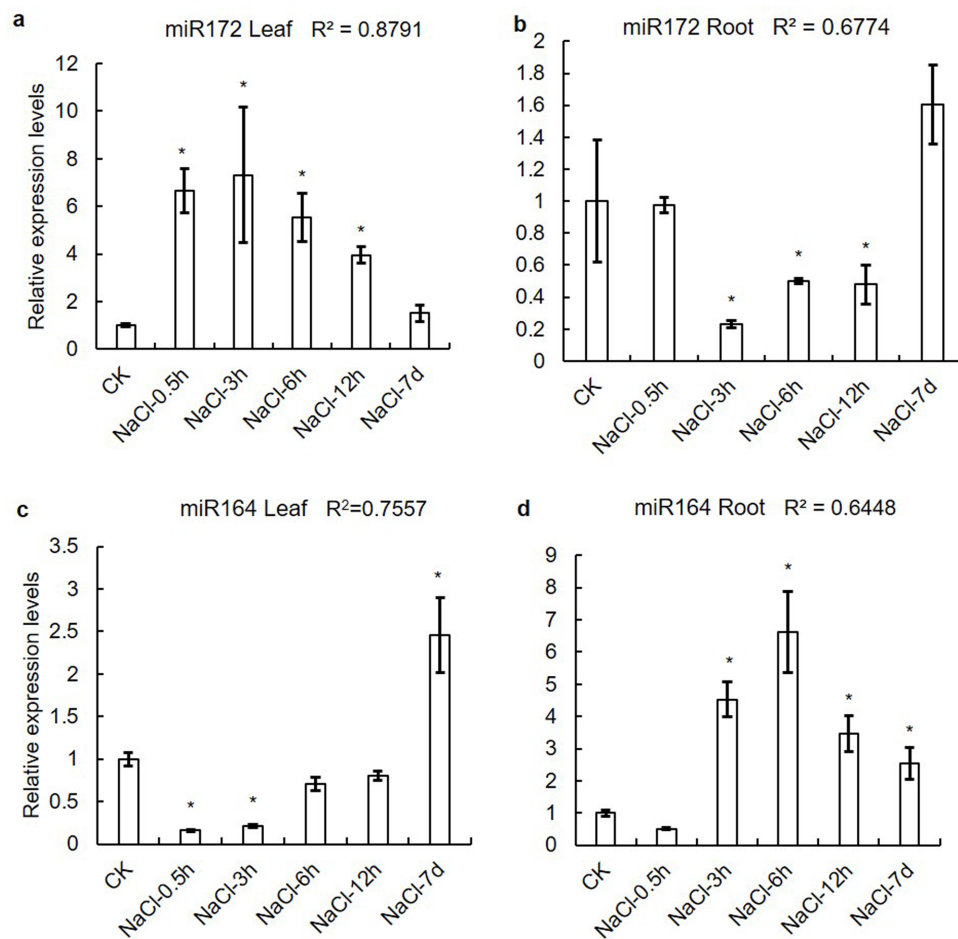 a
miR172 Leaf R² = 0.8791
Relative expression levels
12
10
8
6
4
2
0
*
*
*
*
CK
NaCl-0.5h
NaCl-3h
NaCl-6h
NaCl-12h
NaCl-7d
b
miR172 Root R² = 0.6774
2
1.8
1.6
1.4
1.2
1
0.8
0.6
0.4
0.2
0
*
*
*
CK
NaCl-0.5h
NaCl-3h
NaCl-6h
NaCl-12h
NaCl-7d
c
miR164 Leaf R²=0.7557
Relative expression levels
3.5
3
2.5
2
1.5
1
0.5
0
*
*
*
CK
NaCl-0.5h
NaCl-3h
NaCl-6h
NaCl-12h
NaCl-7d
d
miR164 Root R² = 0.6448
9
8
7
6
5
4
3
2
1
0
*
*
*
*
CK
NaCl-0.5h
NaCl-3h
NaCl-6h
NaCl-12h
NaCl-7d